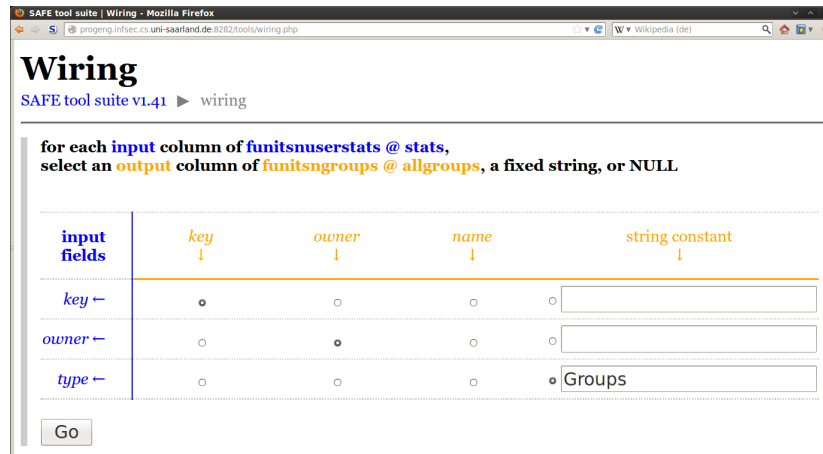 SAFE tool suite | Wiring - Mozilla Firefox
progeng.infsec.cs.uni-saarland.de:8282/tools/wiring.php
W Wikipedia (de)
Wiring
SAFE tool suite v1.41 ▶ wiring
for each input column of funitsnuserstats @ stats,
select an output column of funitsngroups @ allgroups, a fixed string, or NULL
input fields
key ↓ owner ↓ name ↓ string constant ↓
key ←
owner ←
type ← Groups
Go